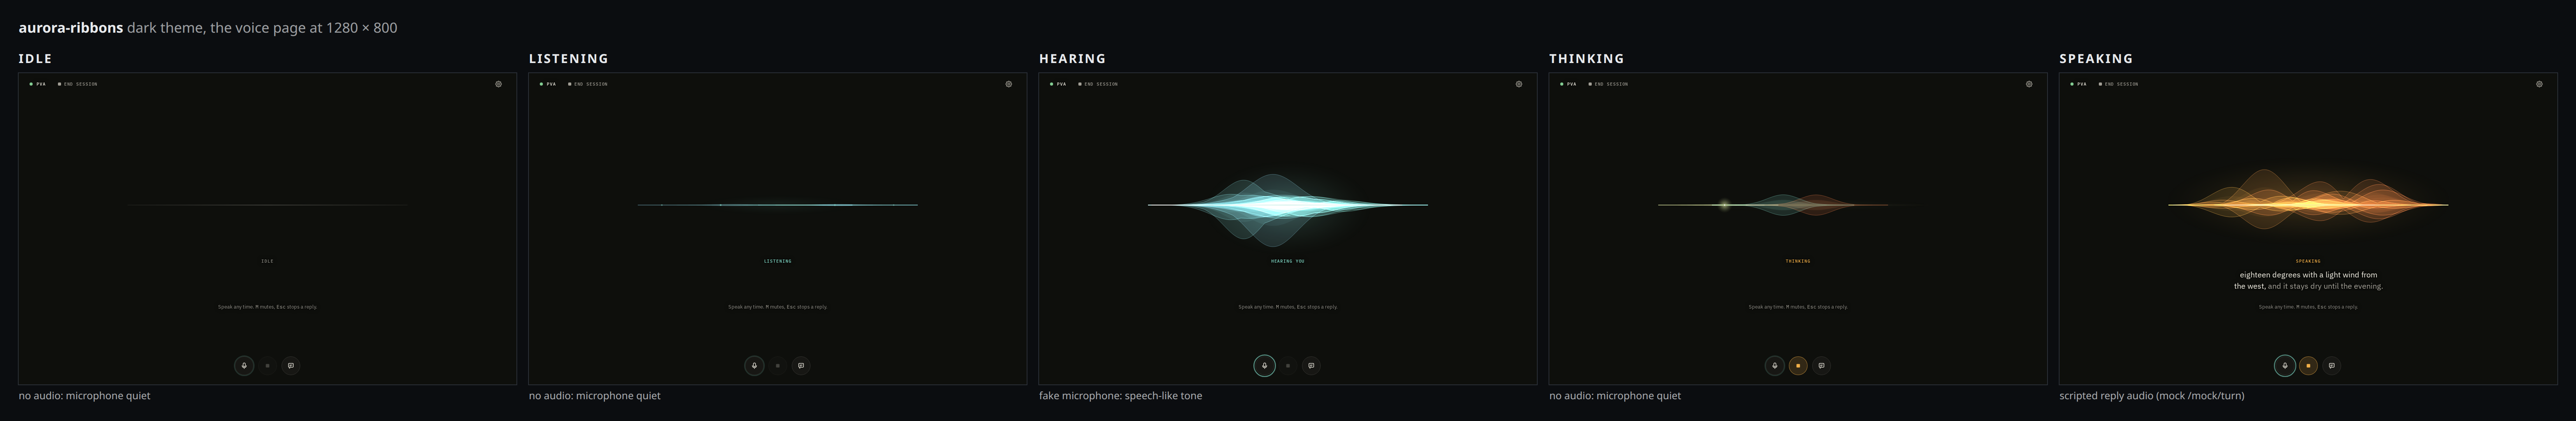 aurora-ribbons dark theme, the voice page at 1280 × 800
IDLE
PVA END SESSION
IDLE
Speak any time. M mutes, Esc stops a reply.
no audio: microphone quiet
LISTENING
PVA END SESSION
LISTENING
Speak any time. M mutes, Esc stops a reply.
no audio: microphone quiet
HEARING
PVA END SESSION
HEARING YOU
Speak any time. M mutes, Esc stops a reply.
fake microphone: speech-like tone
THINKING
PVA END SESSION
THINKING
Speak any time. M mutes, Esc stops a reply.
no audio: microphone quiet
SPEAKING
PVA END SESSION
SPEAKING
eighteen degrees with a light wind from
the west, and it stays dry until the evening.
Speak any time. M mutes, Esc stops a reply.
scripted reply audio (mock /mock/turn)